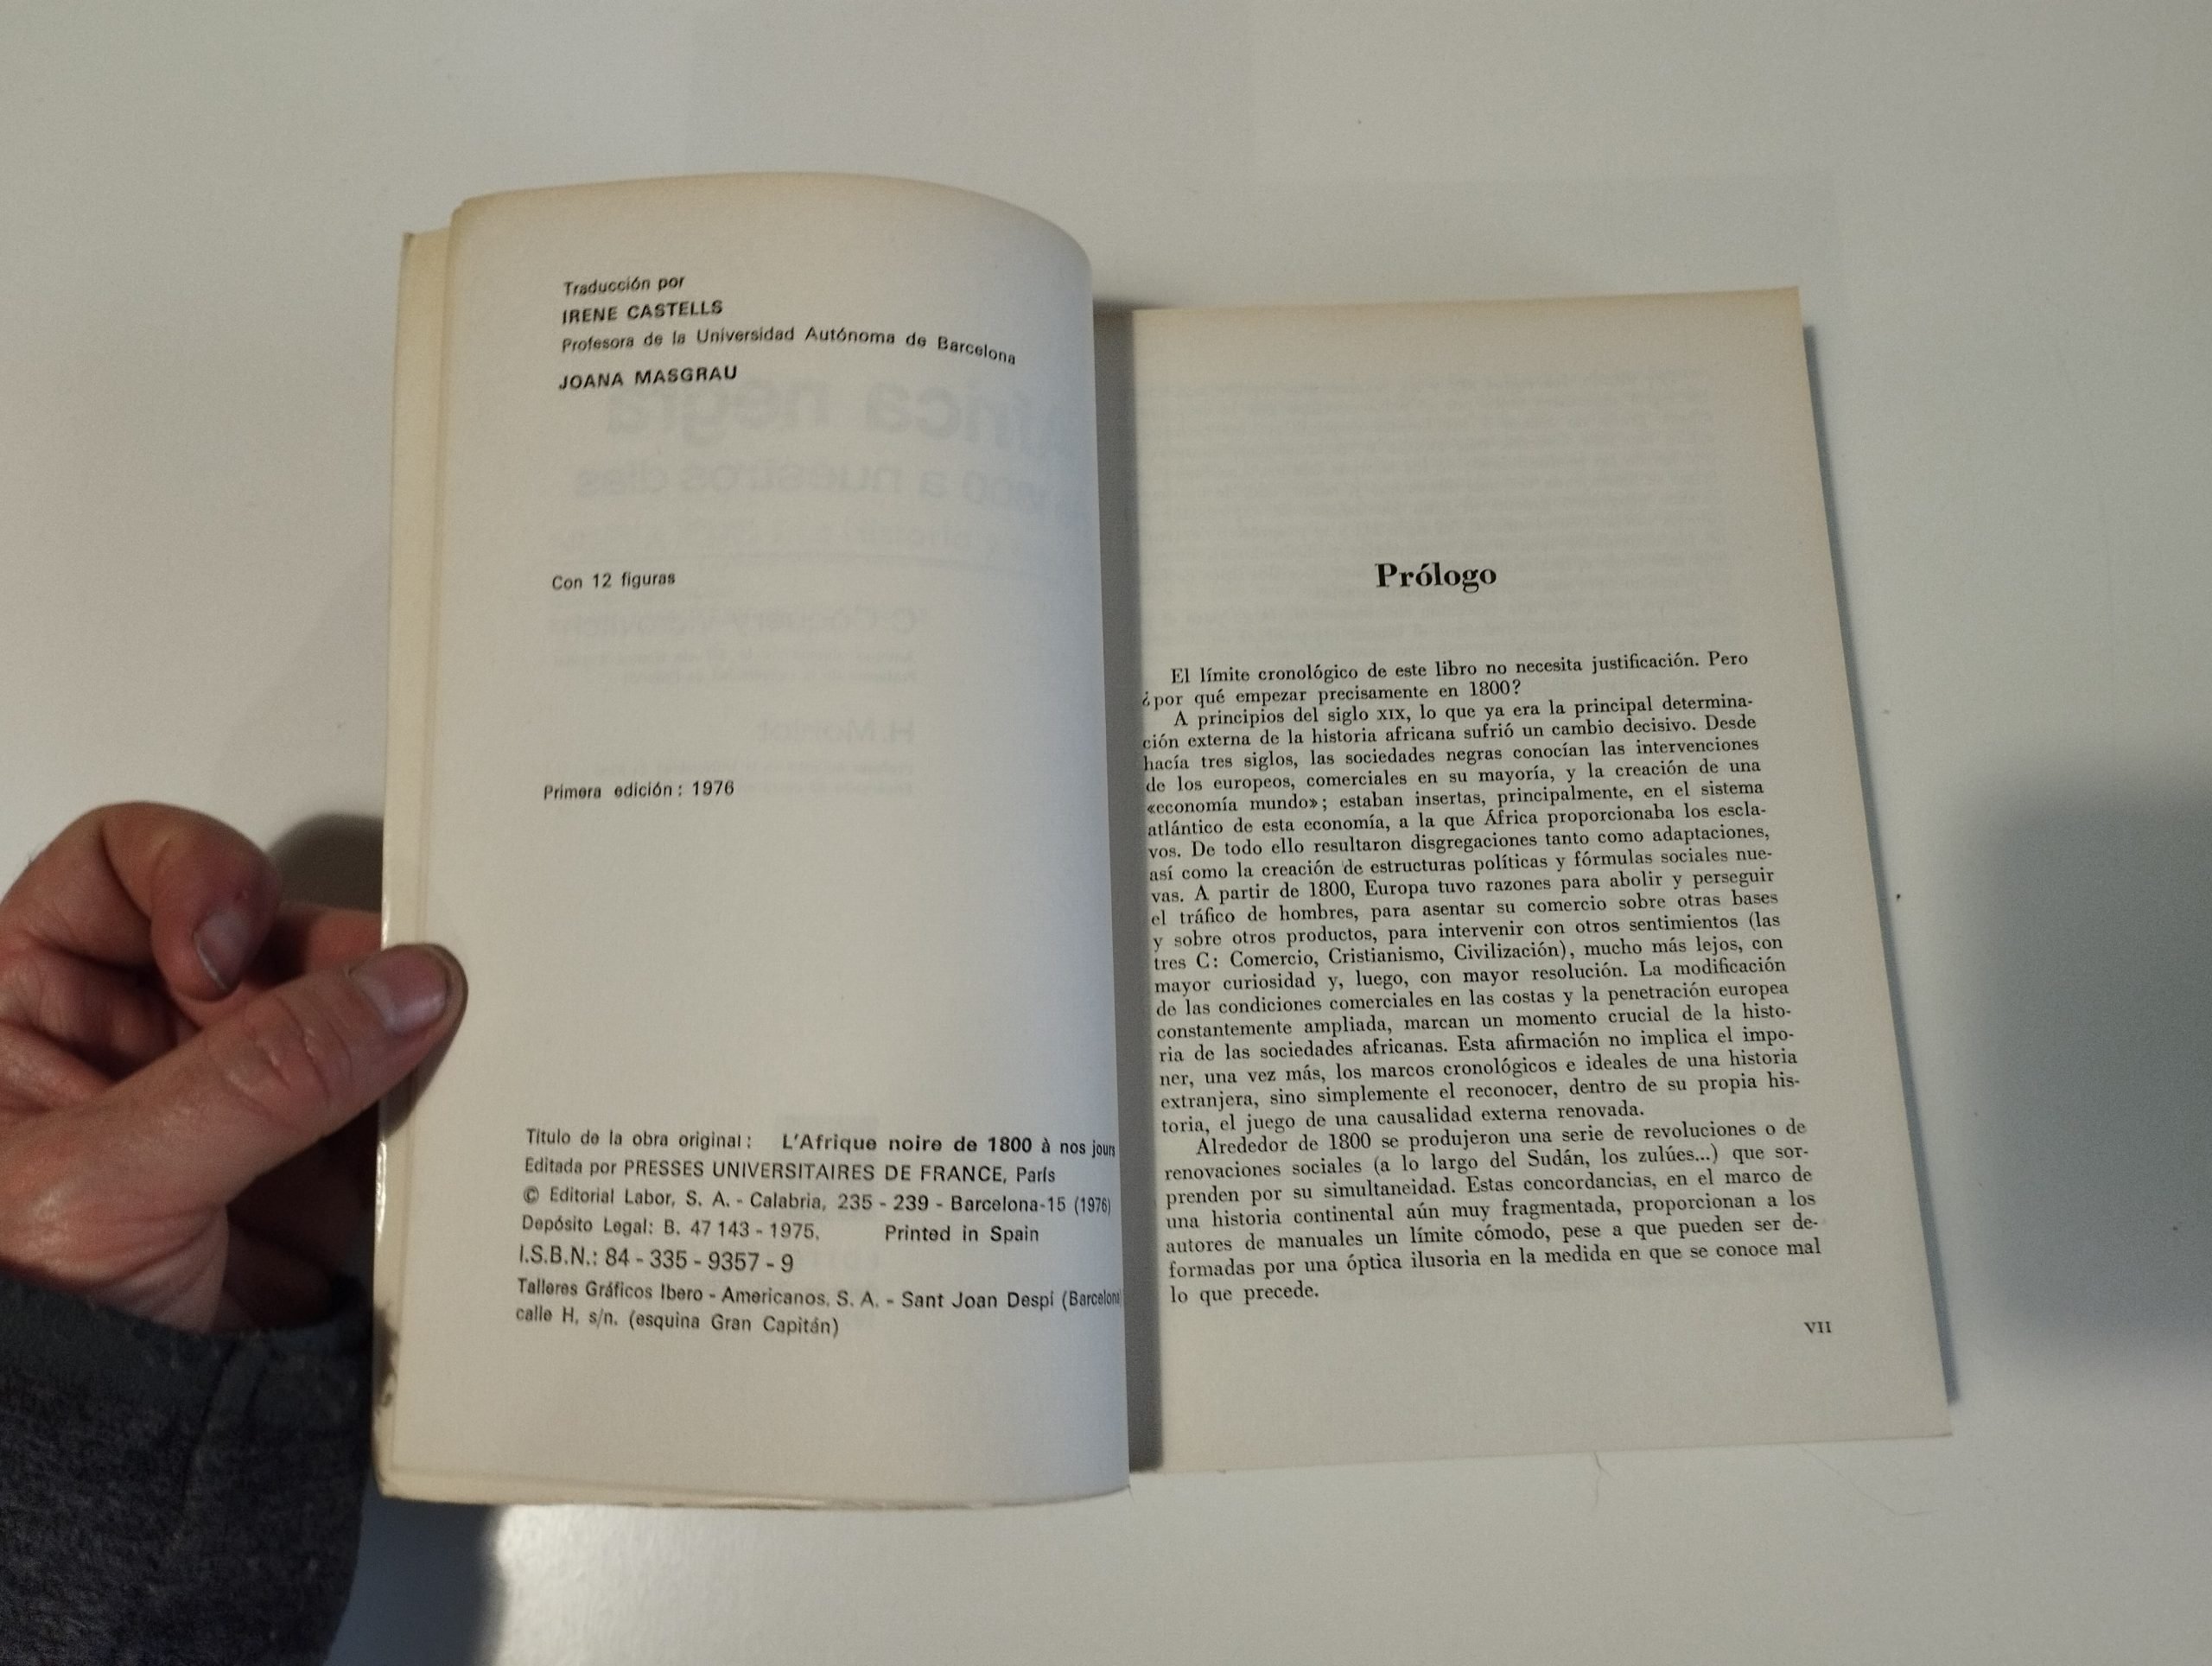 Traducción por
IRENE CASTELLS
Profesora de la Universidad Autónoma de Barcelona
JOANA MASGRAU
Con 12 figuras
Primera edición: 1976
Título de la obra original: L'Afrique noire de 1800 à nos jours
Editada por PRESSES UNIVERSITAIRES DE FRANCE, París
© Editorial Labor, S. A. - Calabria, 235 - 239 - Barcelona-15 (1976)
Depósito Legal: B. 47 143 - 1975. Printed in Spain
I.S.B.N.: 84 - 335 - 9357 - 9
Talleres Gráficos Ibero - Americanos, S. A. - Sant Joan Despí (Barcelona
calle H, s/n. (esquina Gran Capitán)
Prólogo
El límite cronológico de este libro no necesita justificación. Pero
¿por qué empezar precisamente en 1800?
A principios del siglo XIX, lo que ya era la principal determina-
ción externa de la historia africana sufrió un cambio decisivo. Desde
hacía tres siglos, las sociedades negras conocían las intervenciones
de los europeos, comerciales en su mayoría, y la creación de una
«economía mundo»; estaban insertas, principalmente, en el sistema
atlántico de esta economía, a la que África proporcionaba los escla-
vos. De todo ello resultaron disgregaciones tanto como adaptaciones,
así como la creación de estructuras políticas y fórmulas sociales nue-
vas. A partir de 1800, Europa tuvo razones para abolir y perseguir
el tráfico de hombres, para asentar su comercio sobre otras bases
y sobre otros productos, para intervenir con otros sentimientos (las
tres C: Comercio, Cristianismo, Civilización), mucho más lejos, con
mayor curiosidad y, luego, con mayor resolución. La modificación
de las condiciones comerciales en las costas y la penetración europea
constantemente ampliada, marcan un momento crucial de la histo-
ria de las sociedades africanas. Esta afirmación no implica el impo-
ner, una vez más, los marcos cronológicos e ideales de una historia
extranjera, sino simplemente el reconocer, dentro de su propia his-
toria, el juego de una causalidad externa renovada.
Alrededor de 1800 se produjeron una serie de revoluciones o de
renovaciones sociales (a lo largo del Sudán, los zulúes...) que sor-
prenden por su simultaneidad. Estas concordancias, en el marco de
una historia continental aún muy fragmentada, proporcionan a los
autores de manuales un límite cómodo, pese a que pueden ser de-
formadas por una óptica ilusoria en la medida en que se conoce mal
lo que precede.
VII